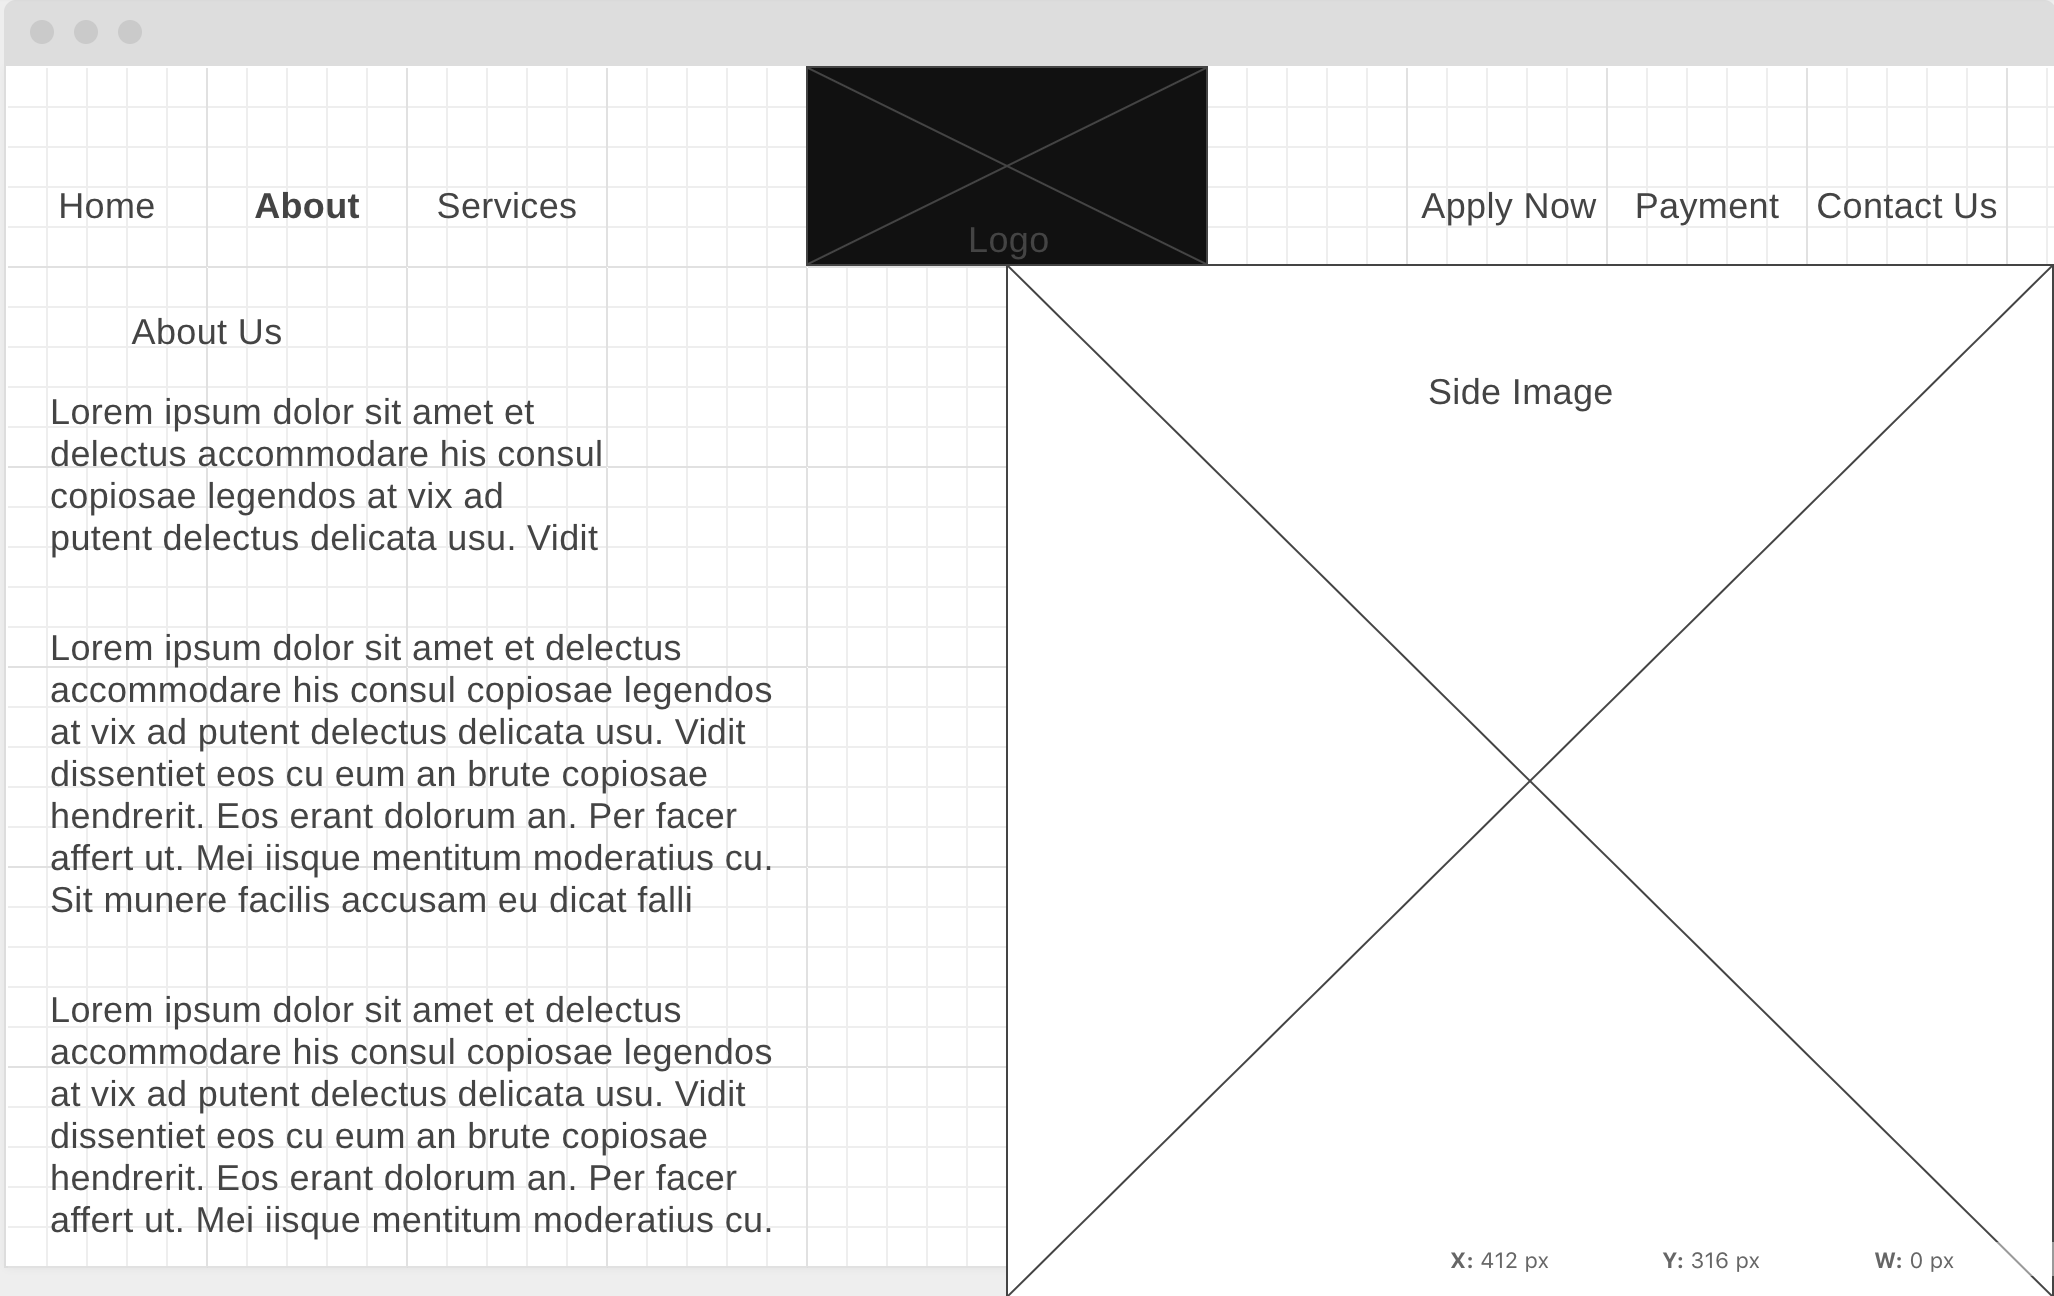 Home About Services Logo Apply Now Payment Contact Us
About Us
Side Image
Lorem ipsum dolor sit amet et
delectus accommodare his consul
copiosae legendos at vix ad
putent delectus delicata usu. Vidit
Lorem ipsum dolor sit amet et delectus
accommodare his consul copiosae legendos
at vix ad putent delectus delicata usu. Vidit
dissentiet eos cu eum an brute copiosae
hendrerit. Eos erant dolorum an. Per facer
affert ut. Mei iisque mentitum moderatius cu.
Sit munere facilis accusam eu dicat falli
Lorem ipsum dolor sit amet et delectus
accommodare his consul copiosae legendos
at vix ad putent delectus delicata usu. Vidit
dissentiet eos cu eum an brute copiosae
hendrerit. Eos erant dolorum an. Per facer
affert ut. Mei iisque mentitum moderatius cu.
X: 412 px Y: 316 px W: 0 px